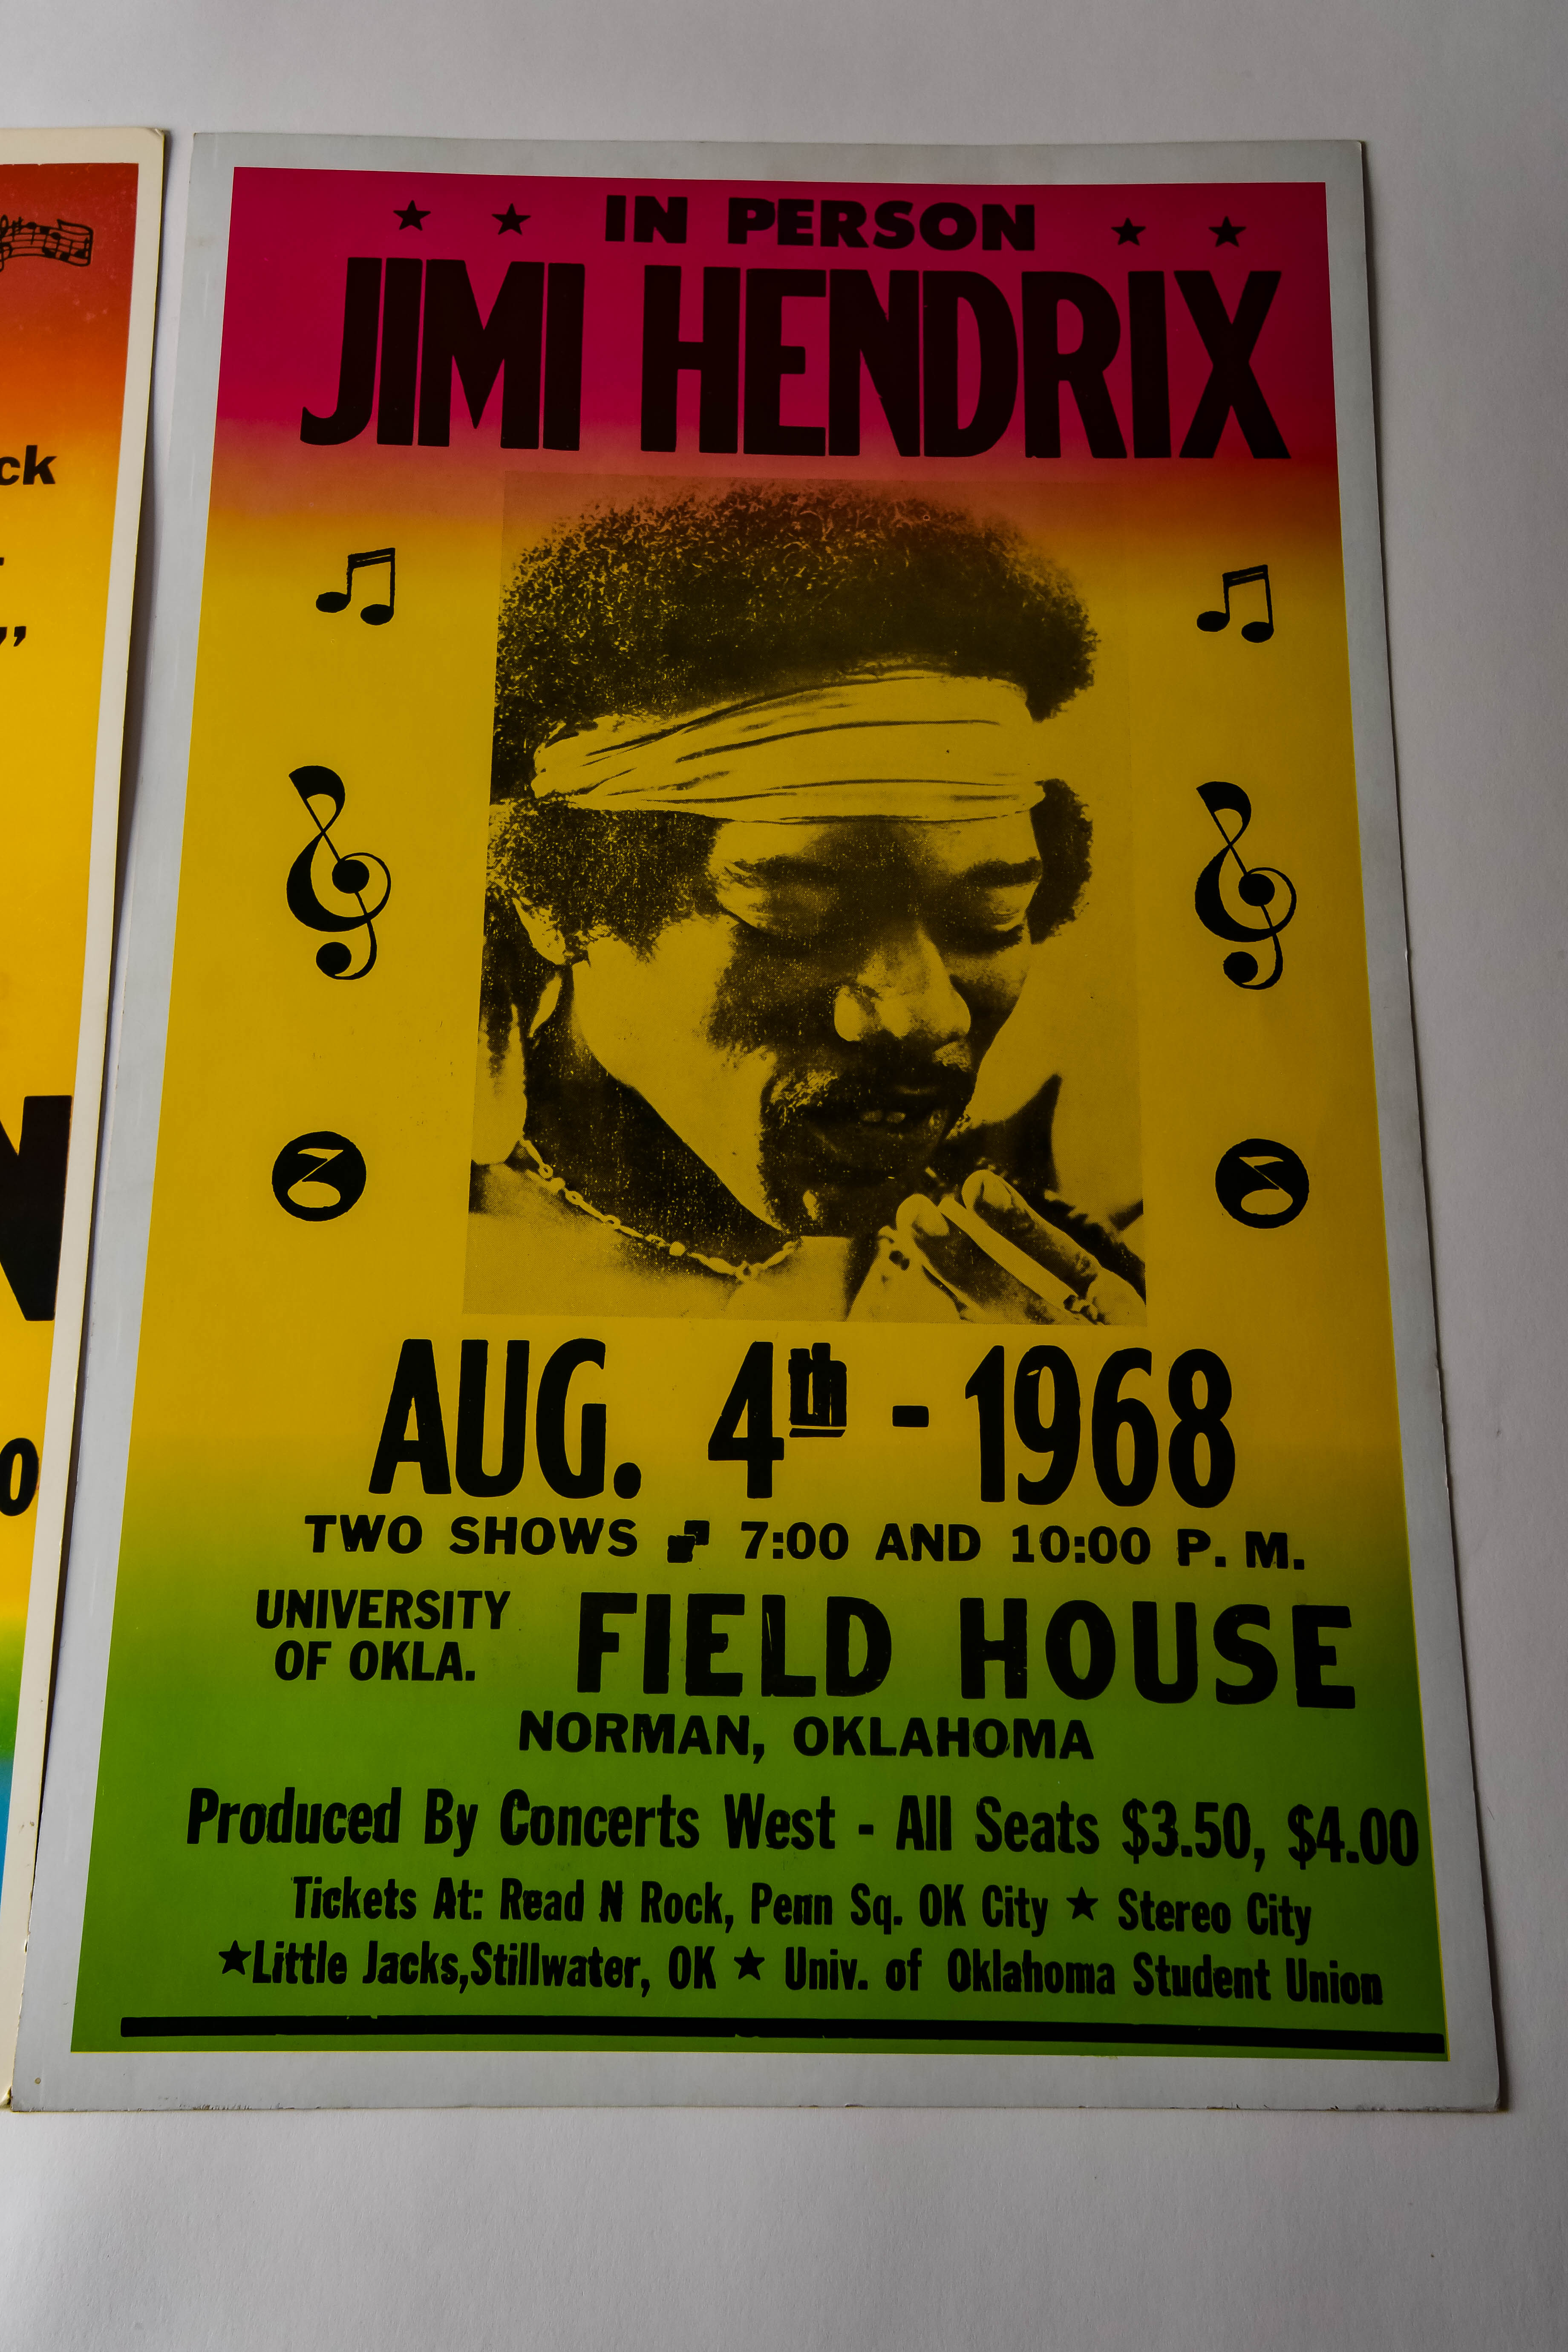 ★ ★ IN PERSON ★ ★
JIMI HENDRIX
AUG. 4th - 1968
TWO SHOWS 7:00 AND 10:00 P. M.
UNIVERSITY
OF OKLA.
FIELD HOUSE
NORMAN, OKLAHOMA
Produced By Concerts West - All Seats $3.50, $4.00
Tickets At: Read N Rock, Penn Sq. OK City ★ Stereo City
★Little Jacks,Stillwater, OK ★ Univ. of Oklahoma Student Union
ck
,,
N
0